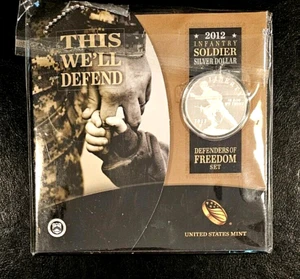 THIS
WE'LL
DEFEND
2012
INFANTRY
SOLDIER
SILVER DOLLAR
DEFENDERS OF
FREEDOM
SET
UNITED STATES MINT